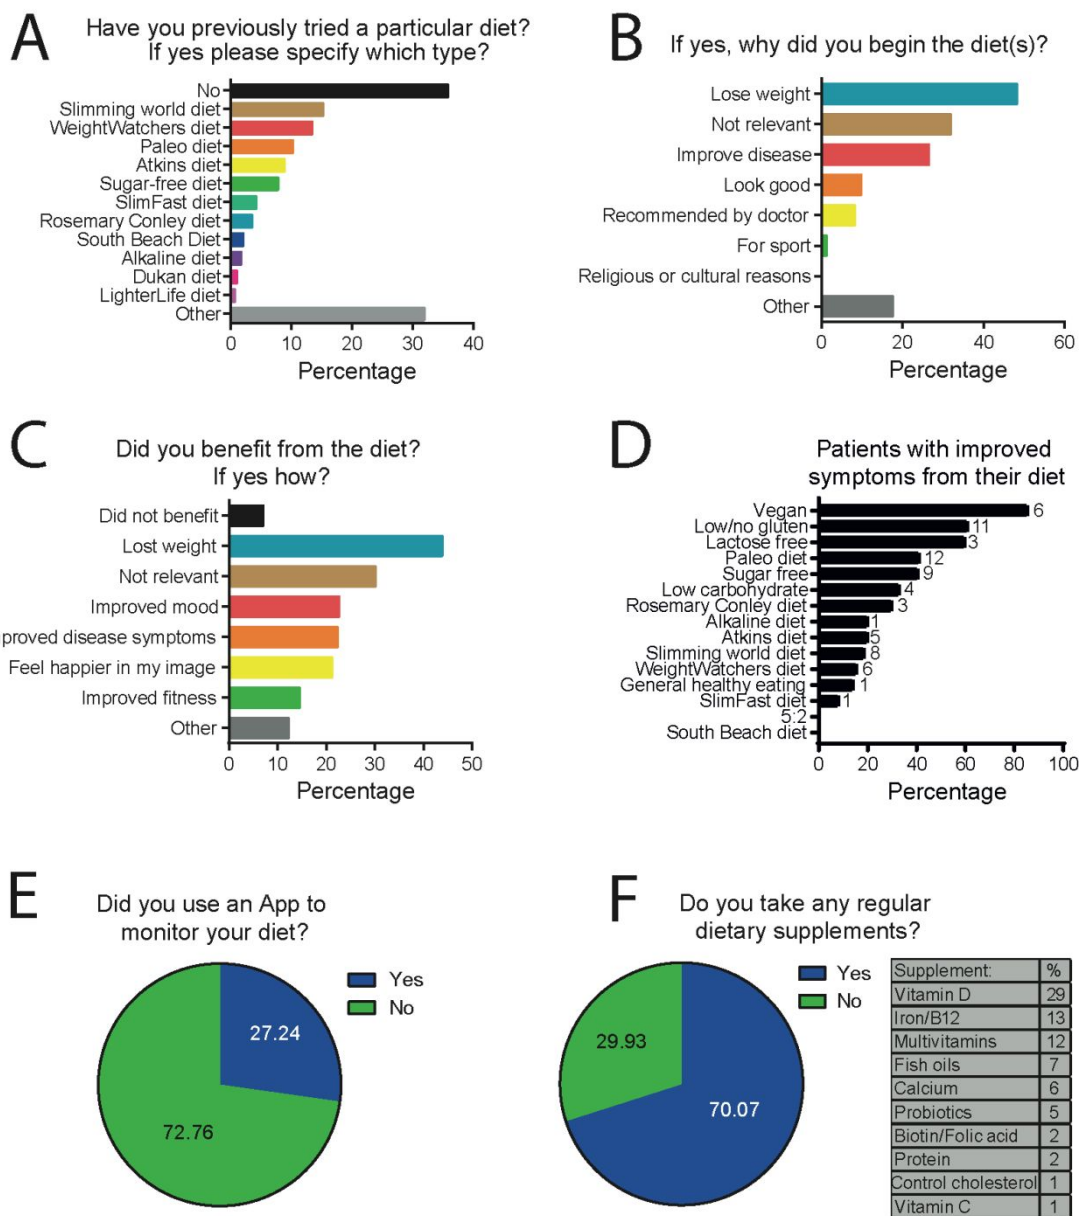 A
Have you previously tried a particular diet?
If yes please specify which type?
No
Slimming world diet
WeightWatchers diet
Paleo diet
Atkins diet
Sugar-free diet
SlimFast diet
Rosemary Conley diet
South Beach Diet
Alkaline diet
Dukan diet
LighterLife diet
Other
0 10 20 30 40
Percentage
B
If yes, why did you begin the diet(s)?
Lose weight
Not relevant
Improve disease
Look good
Recommended by doctor
For sport
Religious or cultural reasons
Other
0 20 40 60
Percentage
C
Did you benefit from the diet?
If yes how?
Did not benefit
Lost weight
Not relevant
Improved mood
proved disease symptoms
Feel happier in my image
Improved fitness
Other
0 10 20 30 40 50
Percentage
D
Patients with improved
symptoms from their diet
Vegan 6
Low/no gluten 11
Lactose free 3
Paleo diet 12
Sugar free 9
Low carbohydrate 4
Rosemary Conley diet 3
Alkaline diet 1
Atkins diet 5
Slimming world diet 8
WeightWatchers diet 6
General healthy eating 1
SlimFast diet 1
5:2
South Beach diet
0 20 40 60 80 100
Percentage
E
Did you use an App to
monitor your diet?
Yes
No
27.24
72.76
F
Do you take any regular
dietary supplements?
Yes
No
29.93
70.07
Supplement: %
Vitamin D 29
Iron/B12 13
Multivitamins 12
Fish oils 7
Calcium 6
Probiotics 5
Biotin/Folic acid 2
Protein 2
Control cholesterol 1
Vitamin C 1